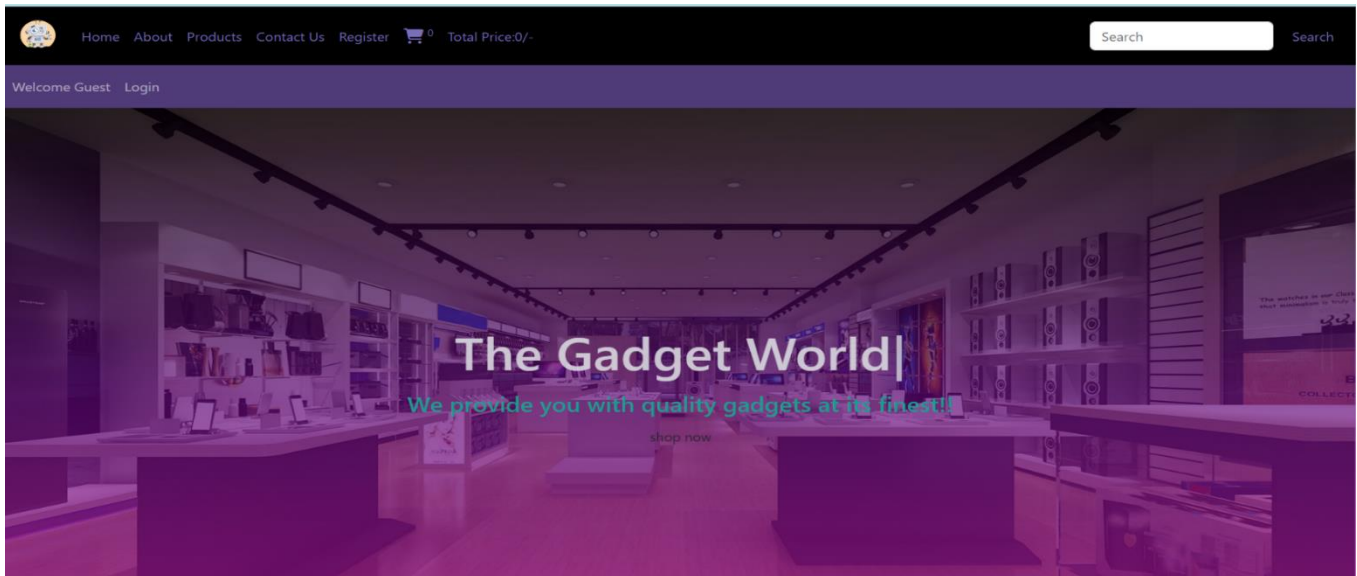 Home About Products Contact Us Register 0 Total Price:0/-
Search Search
Welcome Guest Login
The Gadget World|
We provide you with quality gadgets at its finest!!
shop now
COLLECTI